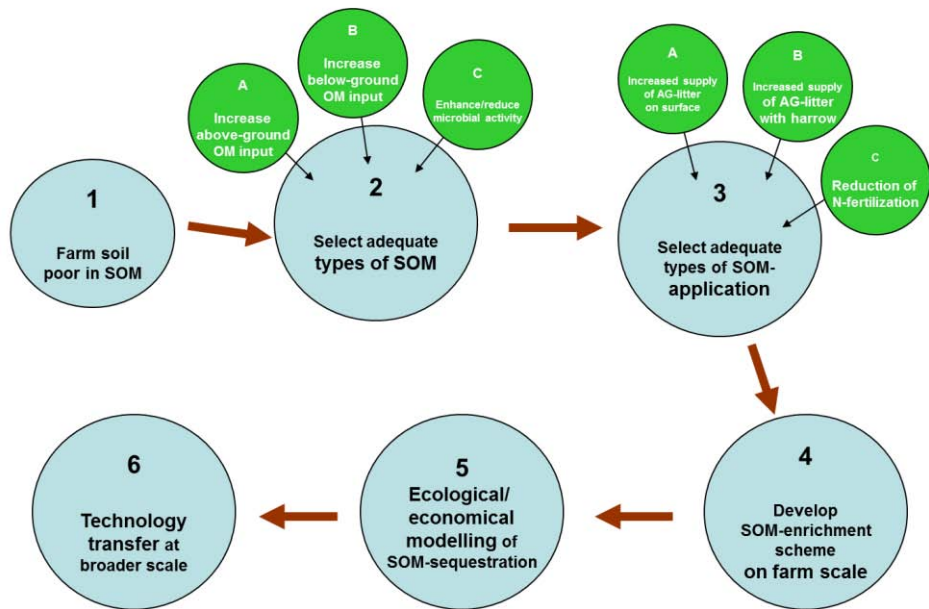 1
Farm soil
poor in SOM
A
Increase
above-ground
OM input
B
Increase
below-ground
OM input
C
Enhance/reduce
microbial activity
2
Select adequate
types of SOM
A
Increased supply
of AG-litter
on surface
B
Increased supply
of AG-litter
with harrow
C
Reduction of
N-fertilization
3
Select adequate
types of SOM-
application
4
Develop
SOM-enrichment
scheme
on farm scale
5
Ecological/
economical
modelling of
SOM-sequestration
6
Technology
transfer at
broader scale